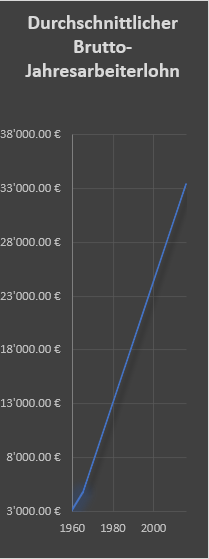 Durchschnittlicher
Brutto-
Jahresarbeiterlohn
38'000.00 €
33'000.00 €
28'000.00 €
23'000.00 €
18'000.00 €
13'000.00 €
8'000.00 €
3'000.00 €
1960 1980 2000